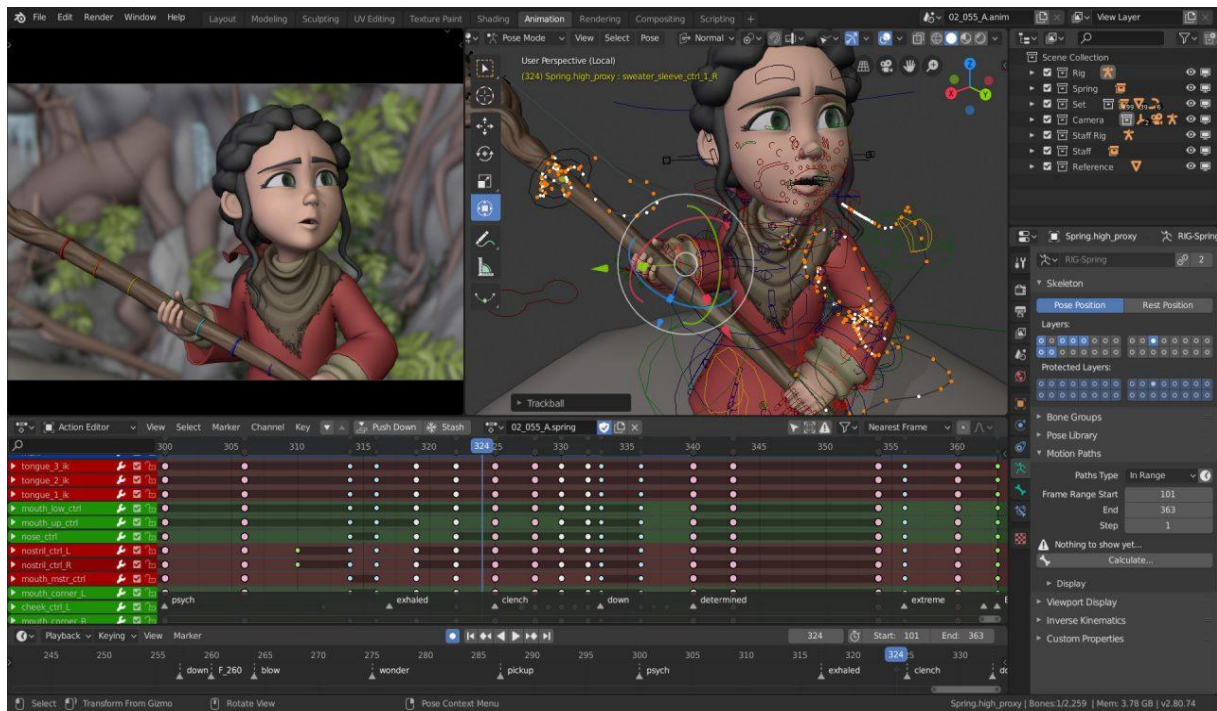 File Edit Render Window Help Layout Modeling Sculpting UV Editing Texture Paint Shading Animation Rendering Compositing Scripting + 02_055_A.anim View Layer
Pose Mode View Select Pose Normal
User Perspective (Local)
(324) Spring.high_proxy : sweater_sleeve_ctrl_1_R
X Y Z
Trackball
Scene Collection
Rig
Spring
Set
Camera
Staff Rig
Staff
Reference
Spring.high_proxy RIG-Spring
RIG-Spring 2
Skeleton
Pose Position Rest Position
Layers:
Protected Layers:
Bone Groups
Pose Library
Motion Paths
Paths Type In Range
Frame Range Start 101
End 363
Step 1
Nothing to show yet...
Calculate...
Display
Viewport Display
Inverse Kinematics
Custom Properties
Action Editor View Select Marker Channel Key Push Down Stash 02_055_A.spring Nearest Frame
300 305 310 315 320 324 325 330 335 340 345 350 355 360
tongue_3_ik
tongue_2_ik
tongue_1_ik
mouth_low_ctrl
mouth_up_ctrl
nose_ctrl
nostril_ctrl_L
nostril_ctrl_R
mouth_mstr_ctrl
mouth_corner_L
cheek_ctrl_L
mouth_corner_R
psych exhaled clench down determined extreme
Playback Keying View Marker 324 Start: 101 End: 363
245 250 255 260 265 270 275 280 285 290 295 300 305 310 315 320 324 330
down F_260 blow wonder pickup psych exhaled clench
Select Transform From Gizmo Rotate View Pose Context Menu Spring.high_proxy | Bones:1/2,259 | Mem: 3.78 GB | v2.80.74